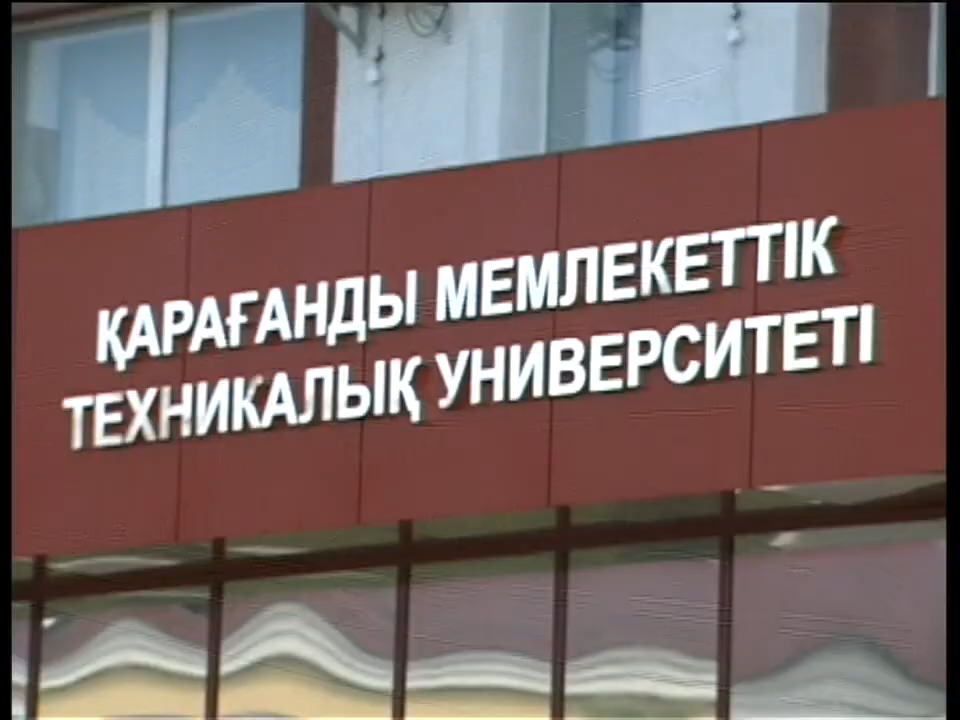 ҚАРАҒАНДЫ МЕМЛЕКЕТТІК
ТЕХНИКАЛЫҚ УНИВЕРСИТЕТІ